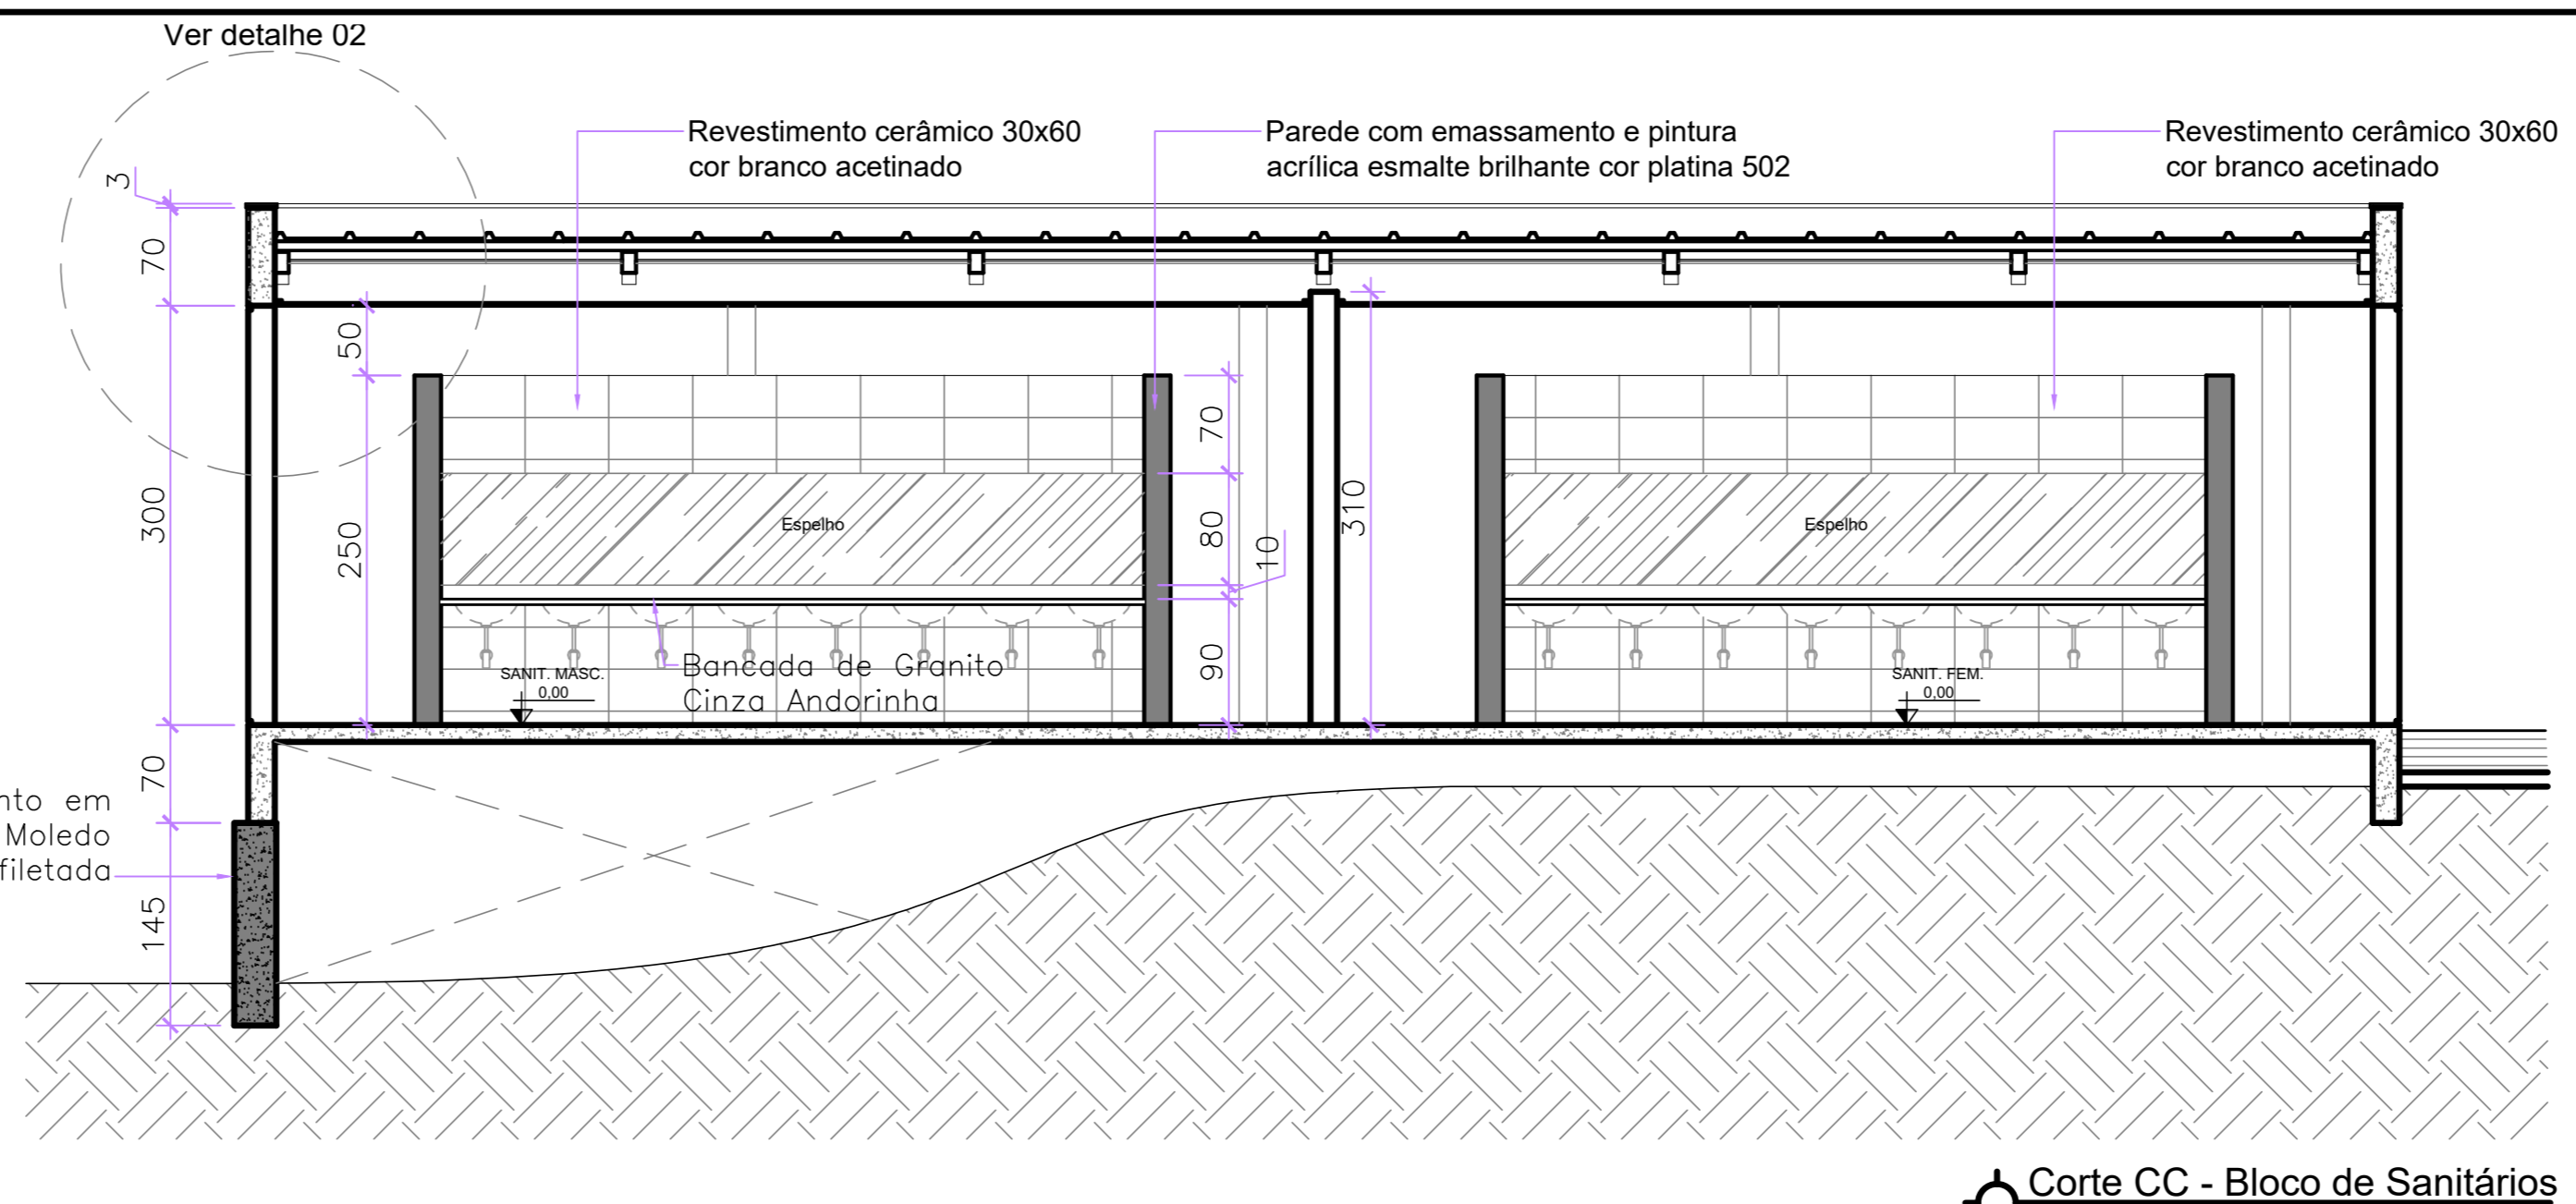 Ver detalhe 02
Revestimento cerâmico 30x60
cor branco acetinado
Parede com emassamento e pintura
acrílica esmalte brilhante cor platina 502
Revestimento cerâmico 30x60
cor branco acetinado
3
70
50
300
250
70
80
10
310
90
Espelho
Espelho
SANIT. MASC.
0,00
Bancada de Granito
Cinza Andorinha
SANIT. FEM.
0,00
70
nto em
Moledo
filetada
145
Corte CC - Bloco de Sanitários